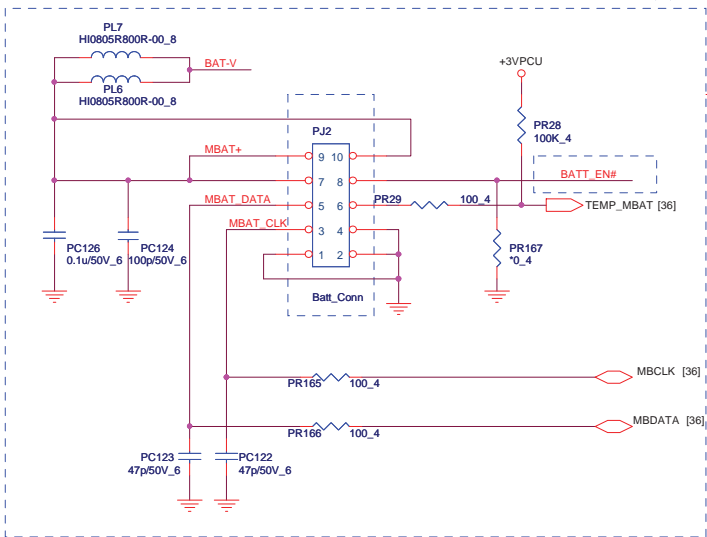 PL7
HI0805R800R-00_8
BAT-V
PL6
HI0805R800R-00_8
+3VPCU
PR28
100K_4
PJ2
MBAT+
9 10
BATT_EN#
7 8
MBAT_DATA
PR29
100_4
5 6
TEMP_MBAT [36]
MBAT_CLK
3 4
PC126
0.1u/50V_6
PC124
100p/50V_6
1 2
PR167
*0_4
Batt_Conn
MBCLK [36]
PR165
100_4
MBDATA [36]
PR166
100_4
PC123
47p/50V_6
PC122
47p/50V_6